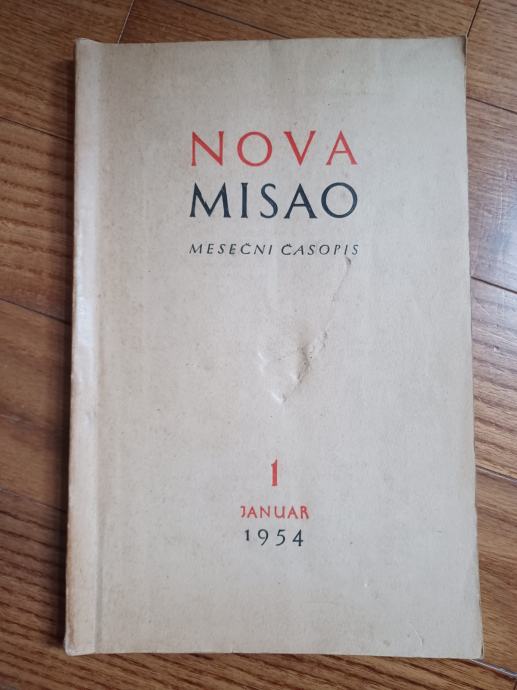 NOVA
MISAO
MESEČNI ČASOPIS
1
JANUAR
1954